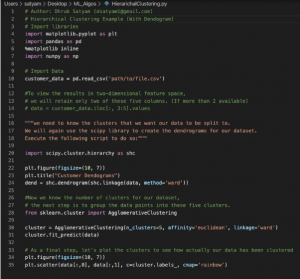 Users > satyam > Desktop > ML_Algos > HierarchalClustering.py
1 # Author: Dhrub Satyam
2 # Hierarchical Clustering Example (With Dendrogram)
3 # Import libraries
4 import matplotlib.pyplot as plt
5 import pandas as pd
6 %matplotlib inline
7 import numpy as np
8
9
10 # Import Data
11 customer_data = pd.read_csv('path/to/file.csv')
12
13 #To view the results in two-dimensional feature space,
14 # we will retain only two of these five columns. (If more than 2 available)
15 # data = customer_data.iloc[:, 3:5].values
16
17 """we need to know the clusters that we want our data to be split to.
18 We will again use the scipy library to create the dendrograms for our dataset.
19 Execute the following script to do so:"""
20
21 import scipy.cluster.hierarchy as shc
22
23 plt.figure(figsize=(10, 7))
24 plt.title("Customer Dendograms")
25 dend = shc.dendrogram(shc.linkage(data, method='ward'))
26
27 #Now we know the number of clusters for our dataset,
28 # the next step is to group the data points into these five clusters.
29 from sklearn.cluster import AgglomerativeClustering
30
31 cluster = AgglomerativeClustering(n_clusters=5, affinity='euclidean', linkage='ward')
32 cluster.fit_predict(data)
33
34 # As a final step, let's plot the clusters to see how actually our data has been clustered
35 plt.figure(figsize=(10, 7))
36 plt.scatter(data[:,0], data[:,1], c=cluster.labels_, cmap='rainbow')